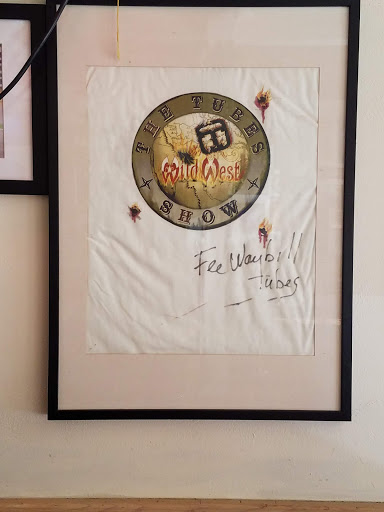 THE TUBES
T
Wild West
SHOW
Fee Waybill
Tubes